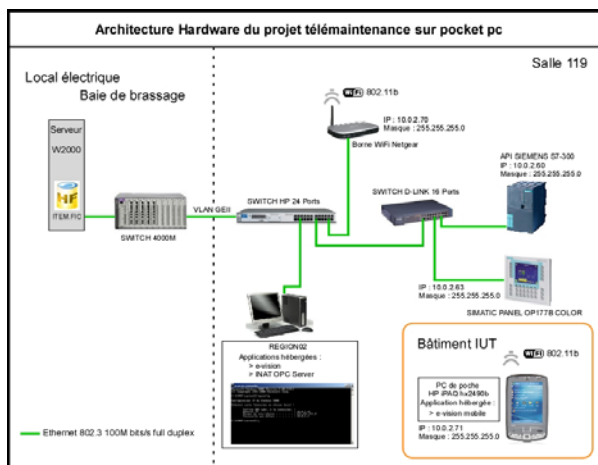 Architecture Hardware du projet télémaintenance sur pocket pc
Local électrique
Baie de brassage
Salle 119
Serveur
W2000
HF
ITEM.FIC
SWITCH 4000M
VLAN GEII
SWITCH HP 24 Ports
WiFi 802.11b
IP : 10.0.2.70
Masque : 255.255.255.0
Borne WiFi Netgear
SWITCH D-LINK 16 Ports
API SIEMENS S7-300
IP : 10.0.2.60
Masque : 255.255.255.0
IP : 10.0.2.63
Masque : 255.255.255.0
SIMATIC PANEL OP177B COLOR
REGION02
Applications hébergées :
> e-vision
> INAT OPC Server
Bâtiment IUT
WiFi 802.11b
PC de poche
HP iPAQ hx2490b
Application hébergée :
> e-vision mobile
IP : 10.0.2.71
Masque : 255.255.255.0
Ethernet 802.3 100M bits/s full duplex